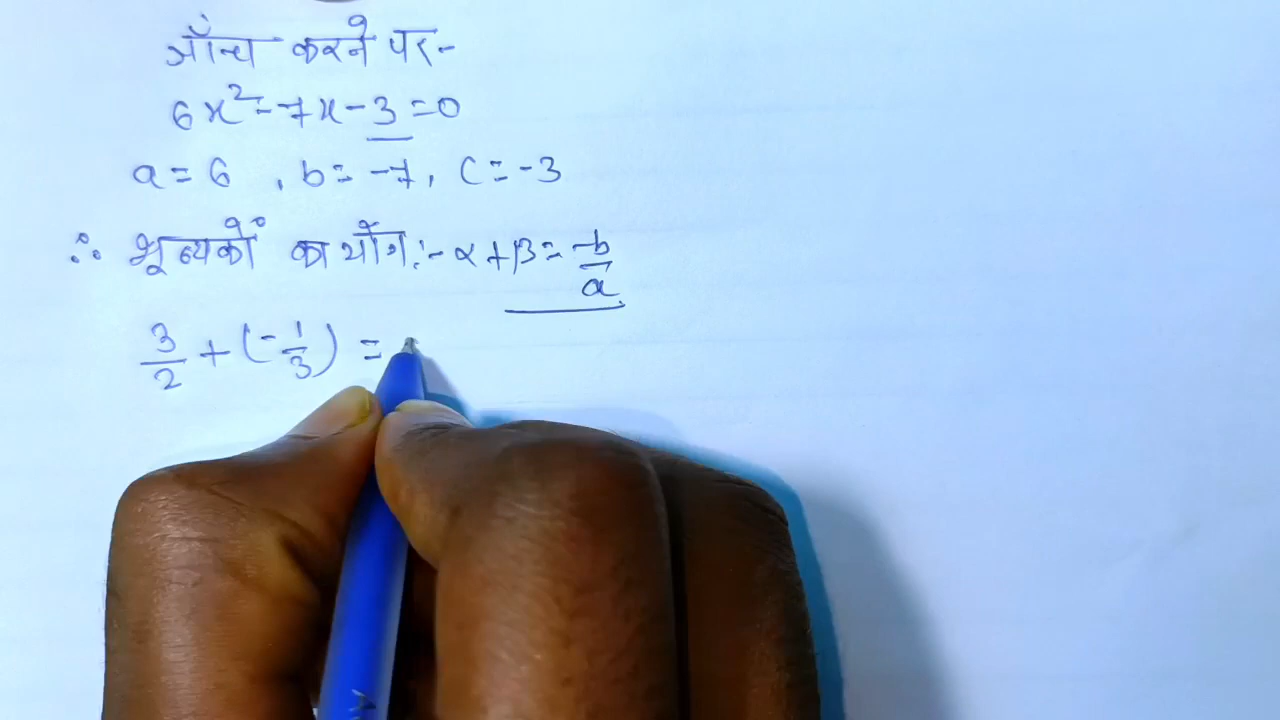 जाँच करने पर-
6x² = -7x - 3 = 0
a = 6 , b = -7, c = -3
∴ शून्यकों का योग :- α + β = -b/a
3/2 + (-1/3) =